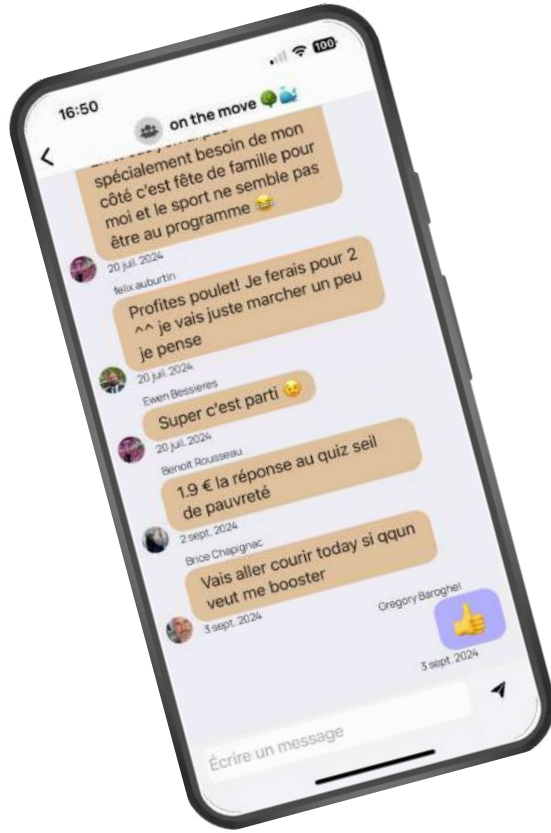 16:50
100
on the move
spécialement besoin de mon
côté c'est fête de famille pour
moi et le sport ne semble pas
être au programme 😂
20 juil. 2024
felix auburtin
Profites poulet! Je ferais pour 2
^^ je vais juste marcher un peu
je pense
20 juil. 2024
Ewen Bessieres
Super c'est parti 😉
20 juil. 2024
Benoit Rousseau
1.9 € la réponse au quiz seil
de pauvreté
2 sept. 2024
Brice Chapignac
Vais aller courir today si qqun
veut me booster
3 sept. 2024
Gregory Baroghel
👍
3 sept. 2024
Écrire un message